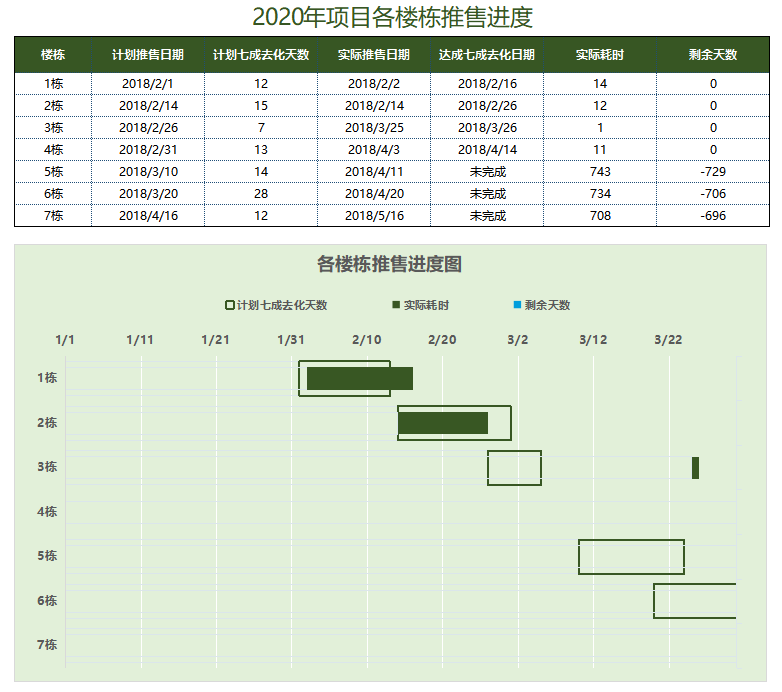 2020年项目各楼栋推售进度
楼栋 计划推售日期 计划七成去化天数 实际推售日期 达成七成去化日期 实际耗时 剩余天数
1栋 2018/2/1 12 2018/2/2 2018/2/16 14 0
2栋 2018/2/14 15 2018/2/14 2018/2/26 12 0
3栋 2018/2/26 7 2018/3/25 2018/3/26 1 0
4栋 2018/2/31 13 2018/4/3 2018/4/14 11 0
5栋 2018/3/10 14 2018/4/11 未完成 743 -729
6栋 2018/3/20 28 2018/4/20 未完成 734 -706
7栋 2018/4/16 12 2018/5/16 未完成 708 -696
各楼栋推售进度图
计划七成去化天数 实际耗时 剩余天数
1/1 1/11 1/21 1/31 2/10 2/20 3/2 3/12 3/22
1栋
2栋
3栋
4栋
5栋
6栋
7栋